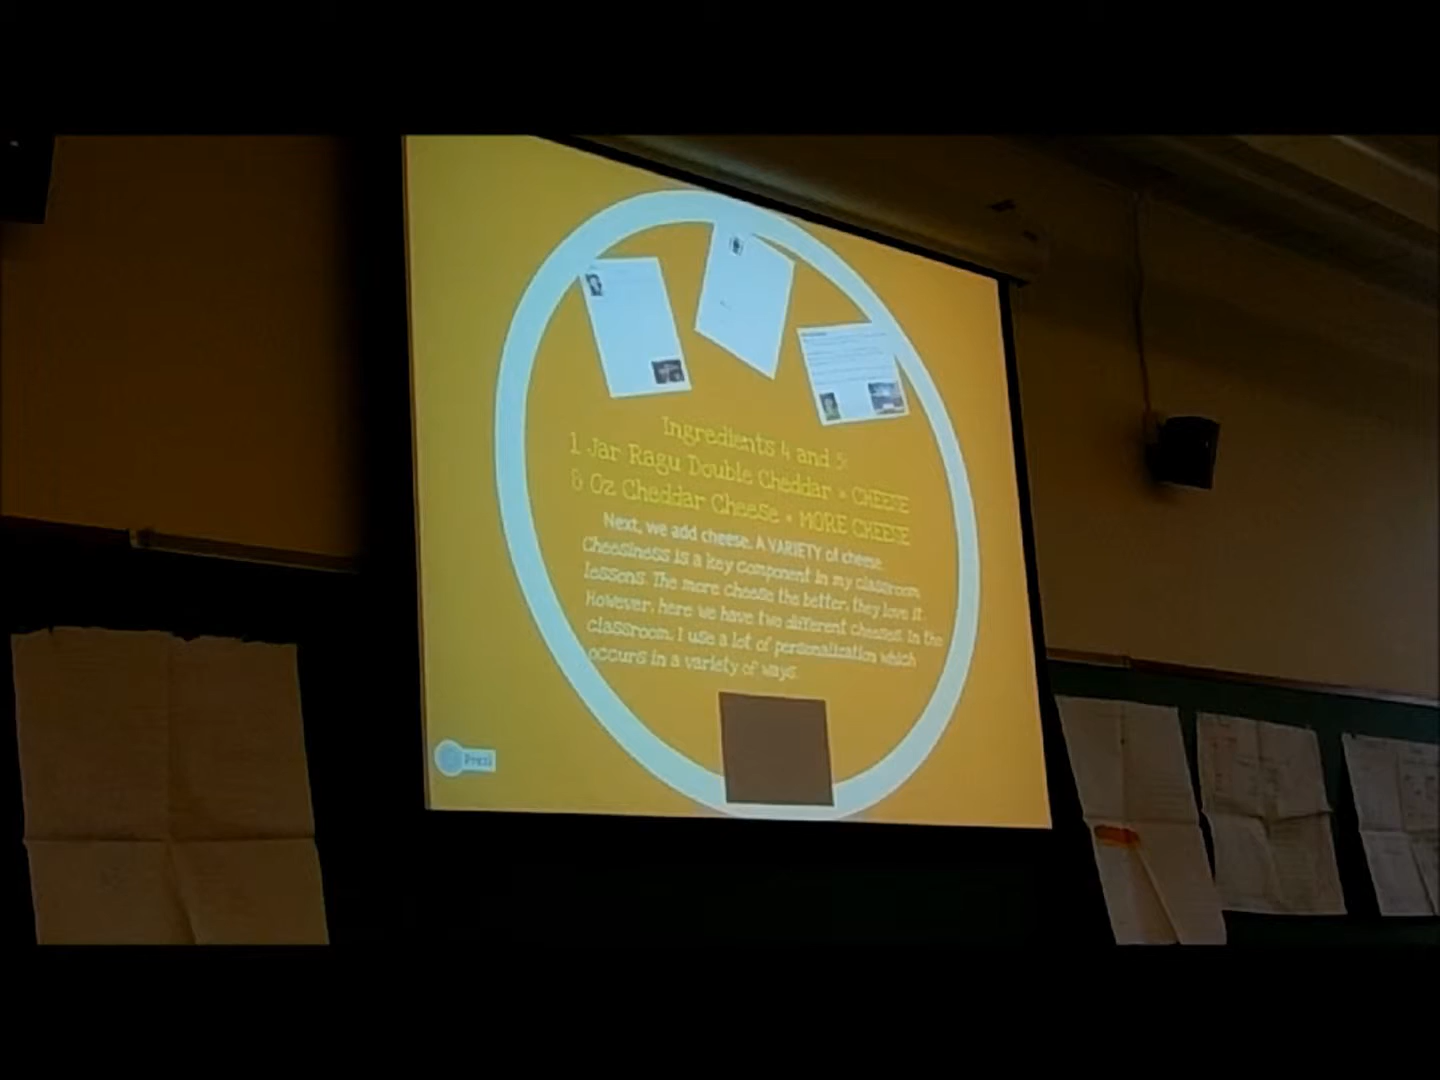 Ingredients 4 and 5:
1 Jar Ragu Double Cheddar = CHEESE
8 Oz Cheddar Cheese = MORE CHEESE
Next, we add cheese. A VARIETY of cheese.
Cheesiness is a key component in my classroom
lessons. The more cheese the better, they love it.
However, here we have two different cheeses. In the
classroom, I use a lot of personalization which
occurs in a variety of ways.
Prezi